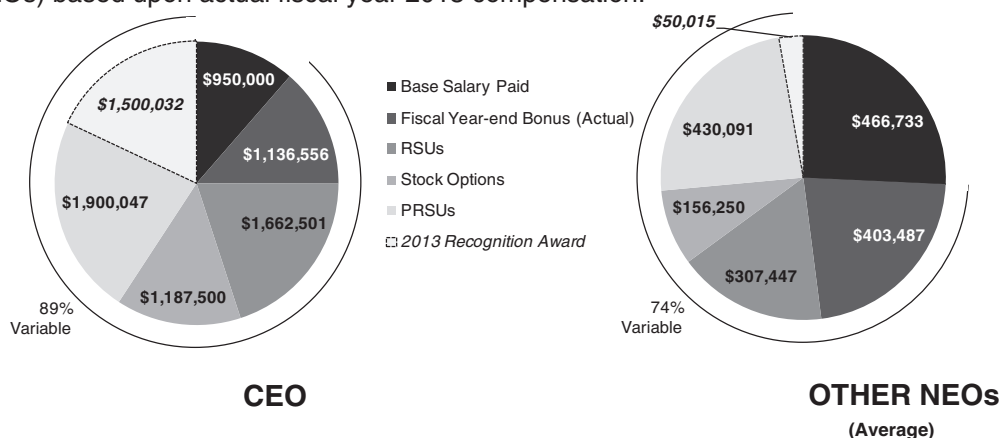 based upon actual fiscal year 2013 compensation.
$950,000
$1,136,556
$1,662,501
$1,187,500
$1,900,047
$1,500,032
89%
Variable
CEO
Base Salary Paid
Fiscal Year-end Bonus (Actual)
RSUs
Stock Options
PRSUs
2013 Recognition Award
$50,015
$466,733
$403,487
$307,447
$156,250
$430,091
74%
Variable
OTHER NEOs
(Average)